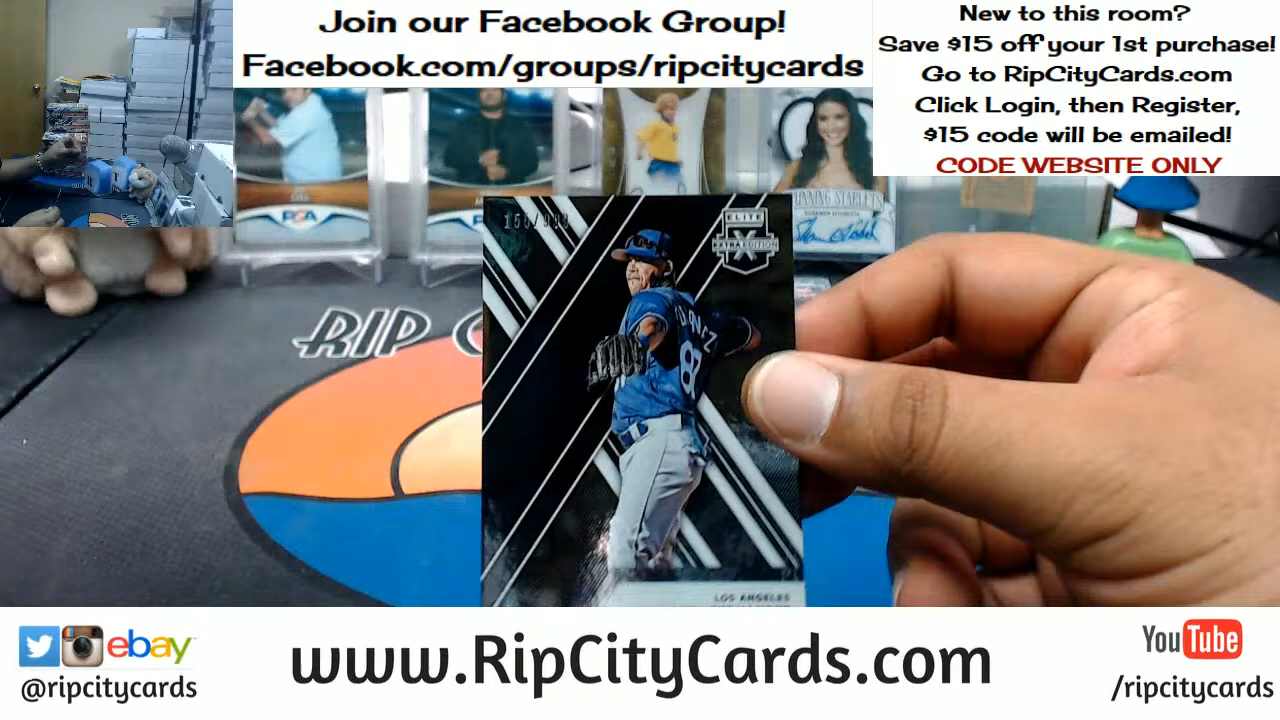 Join our Facebook Group!
Facebook.com/groups/ripcitycards
New to this room?
Save $15 off your 1st purchase!
Go to RipCityCards.com
Click Login, then Register,
$15 code will be emailed!
CODE WEBSITE ONLY
PSA
ELITE
EXTRA EDITION
X
RIP C
8
LOS ANGELES
ebay
@ripcitycards
www.RipCityCards.com
YouTube
/ripcitycards